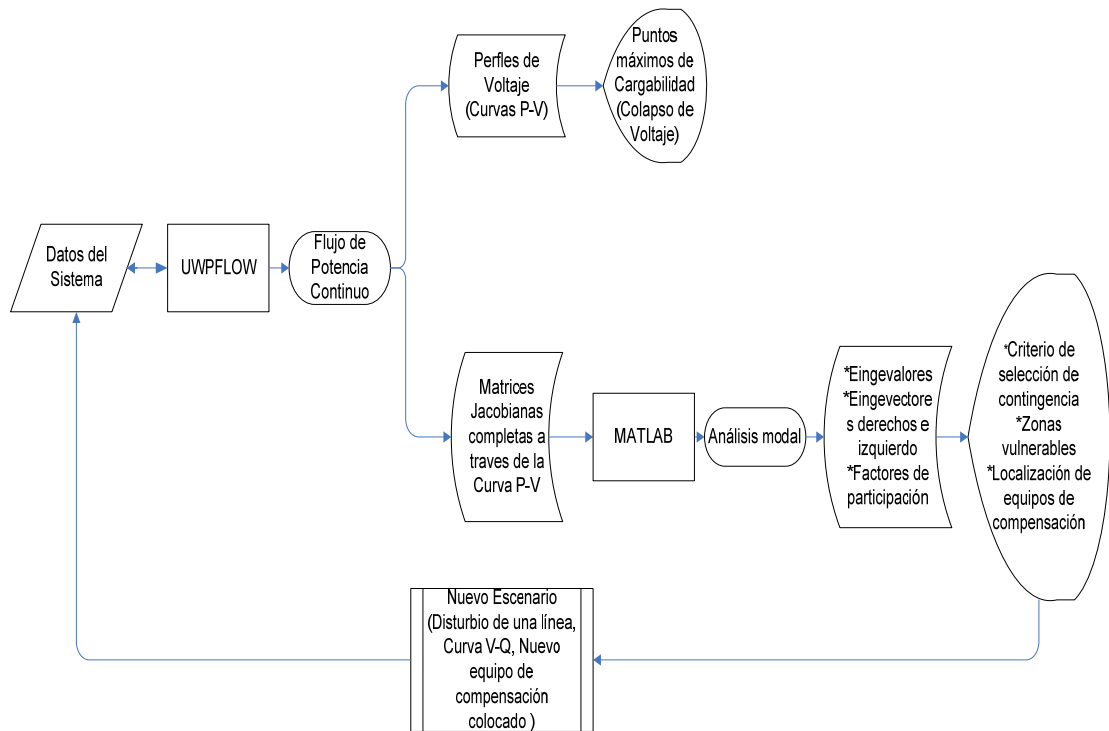 Perfles de
Voltaje
(Curvas P-V)
Puntos
máximos de
Cargabilidad
(Colapso de
Voltaje)
Datos del
Sistema
UWPFLOW
Flujo de
Potencia
Continuo
Matrices
Jacobianas
completas a
traves de la
Curva P-V
MATLAB
Análisis modal
*Eingevalores
*Eingevectore
s derechos e
izquierdo
*Factores de
participación
*Criterio de
selección de
contingencia
*Zonas
vulnerables
*Localización de
equipos de
compensación
Nuevo Escenario
(Disturbio de una línea,
Curva V-Q, Nuevo
equipo de
compensación
colocado )